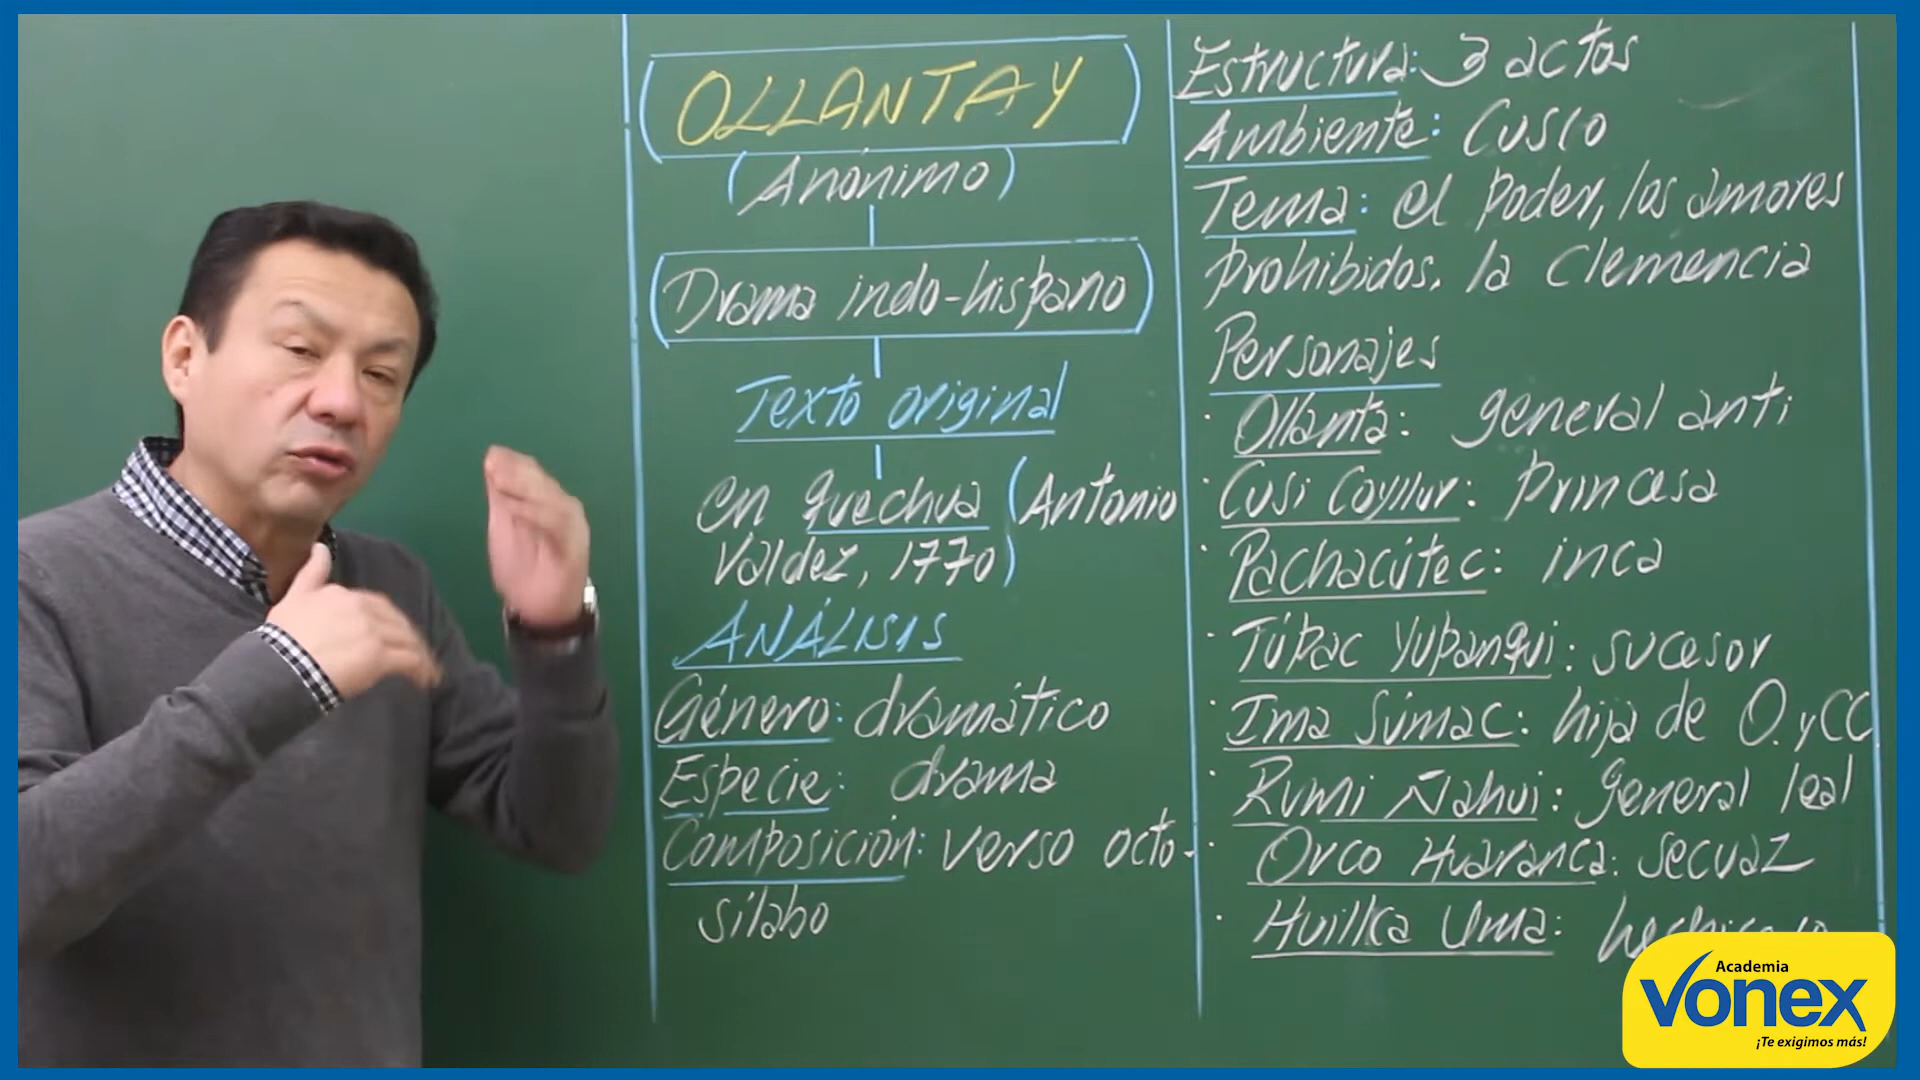 OLLANTAY
(Anónimo)
Drama indo-hispano
Texto original
en quechua (Antonio
Valdez, 1770)
ANÁLISIS
Género: dramático
Especie: drama
Composición: verso octo-
sílabo
Estructura: 3 actos
Ambiente: Cusco
Tema: el poder, los amores
prohibidos, la clemencia
Personajes
· Ollanta: general anti
· Cusi Coyllur: princesa
· Pachacútec: inca
· Túpac Yupanqui: sucesor
· Ima Súmac: hija de O. y CC
· Rumi Ñahui: general leal
· Orco Huaranca: secuaz
· Huillca Uma:
Academia
Vonex
¡Te exigimos más!